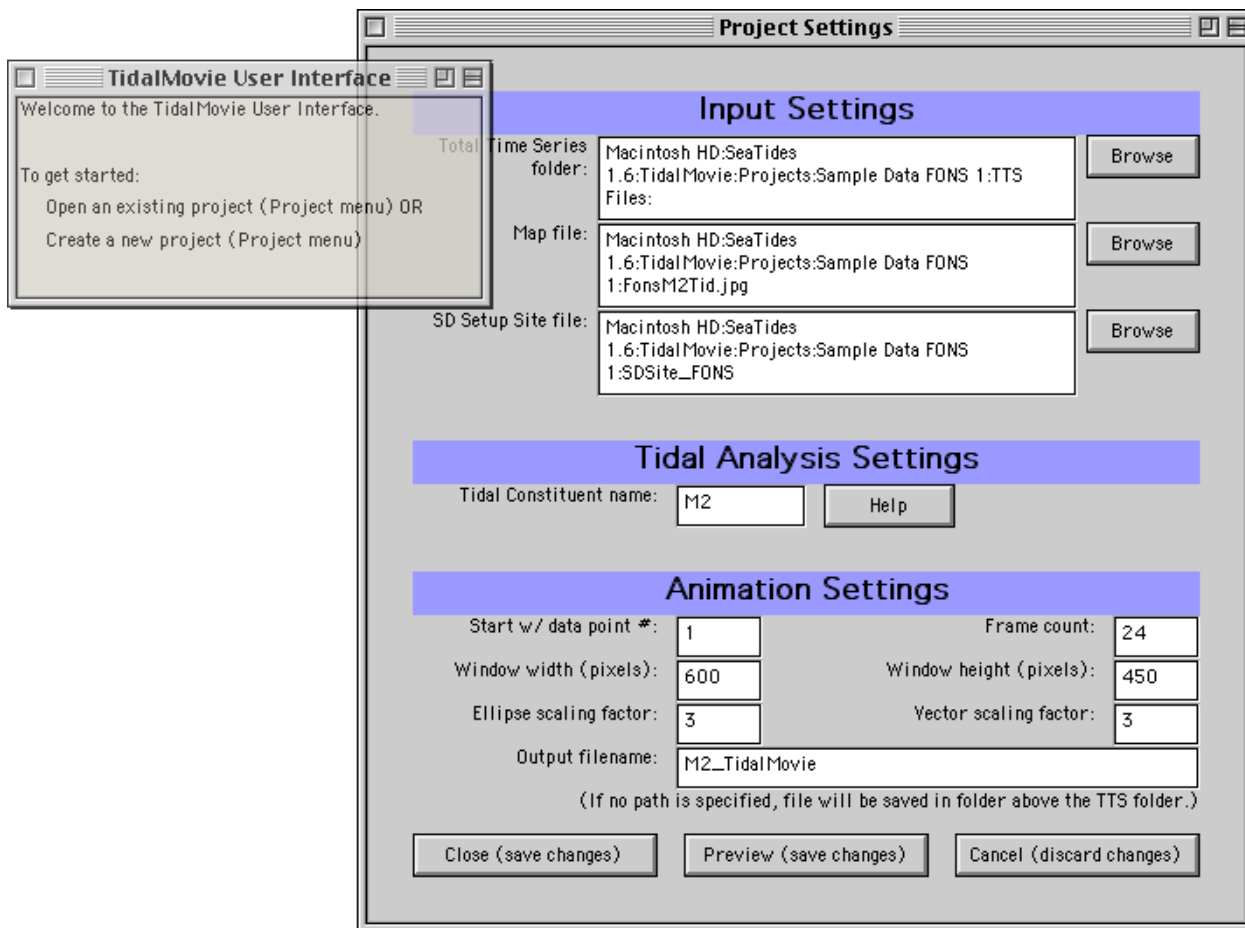 Project Settings
TidalMovie User Interface
Welcome to the TidalMovie User Interface.
To get started:
Open an existing project (Project menu) OR
Create a new project (Project menu)
Input Settings
Total Time Series
folder:
Macintosh HD:SeaTides
1.6:TidalMovie:Projects:Sample Data FONS 1:TTS
Files:
Browse
Map file:
Macintosh HD:SeaTides
1.6:TidalMovie:Projects:Sample Data FONS
1:FonsM2Tid.jpg
Browse
SD Setup Site file:
Macintosh HD:SeaTides
1.6:TidalMovie:Projects:Sample Data FONS
1:SDSite_FONS
Browse
Tidal Analysis Settings
Tidal Constituent name:
M2
Help
Animation Settings
Start w/ data point #:
1
Frame count:
24
Window width (pixels):
600
Window height (pixels):
450
Ellipse scaling factor:
3
Vector scaling factor:
3
Output filename:
M2_TidalMovie
(If no path is specified, file will be saved in folder above the TTS folder.)
Close (save changes)
Preview (save changes)
Cancel (discard changes)